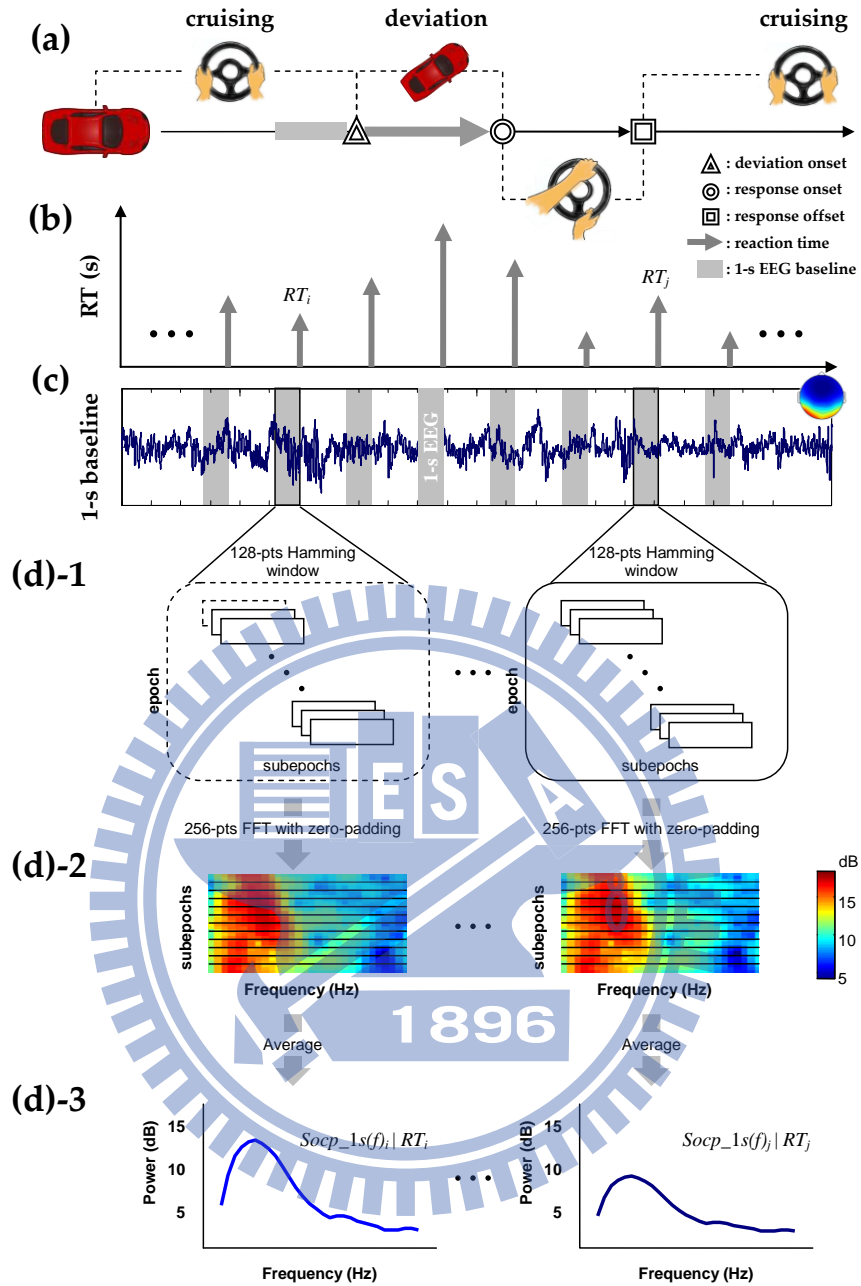 cruising deviation cruising
(a)
: deviation onset
: response onset
: response offset
: reaction time
: 1-s EEG baseline
(b)
RT (s)
RTi
RTj
(c)
1-s baseline
1-s EEG
(d)-1
128-pts Hamming
window
128-pts Hamming
window
epoch
subepochs
epoch
subepochs
ESA
256-pts FFT with zero-padding
256-pts FFT with zero-padding
(d)-2
subepochs
Frequency (Hz)
subepochs
Frequency (Hz)
dB
15
10
5
1896
Average
Average
(d)-3
Power (dB)
15
10
5
Socp_1s(f)i| RTi
Frequency (Hz)
Power (dB)
15
10
5
Socp_1s(f)j| RTj
Frequency (Hz)